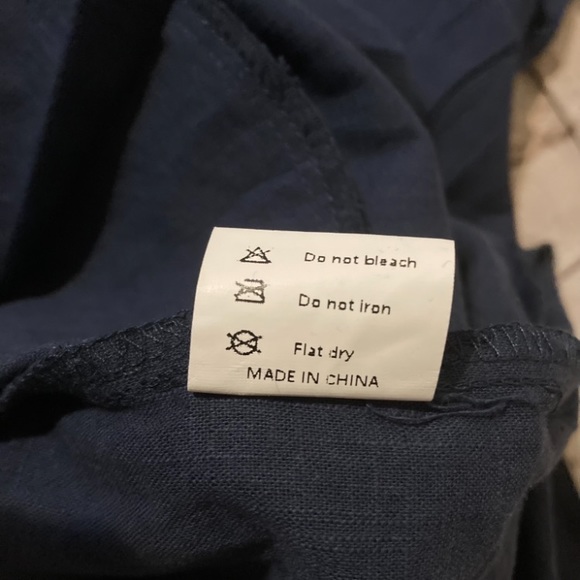 Do not bleach
Do not iron
Flat dry
MADE IN CHINA